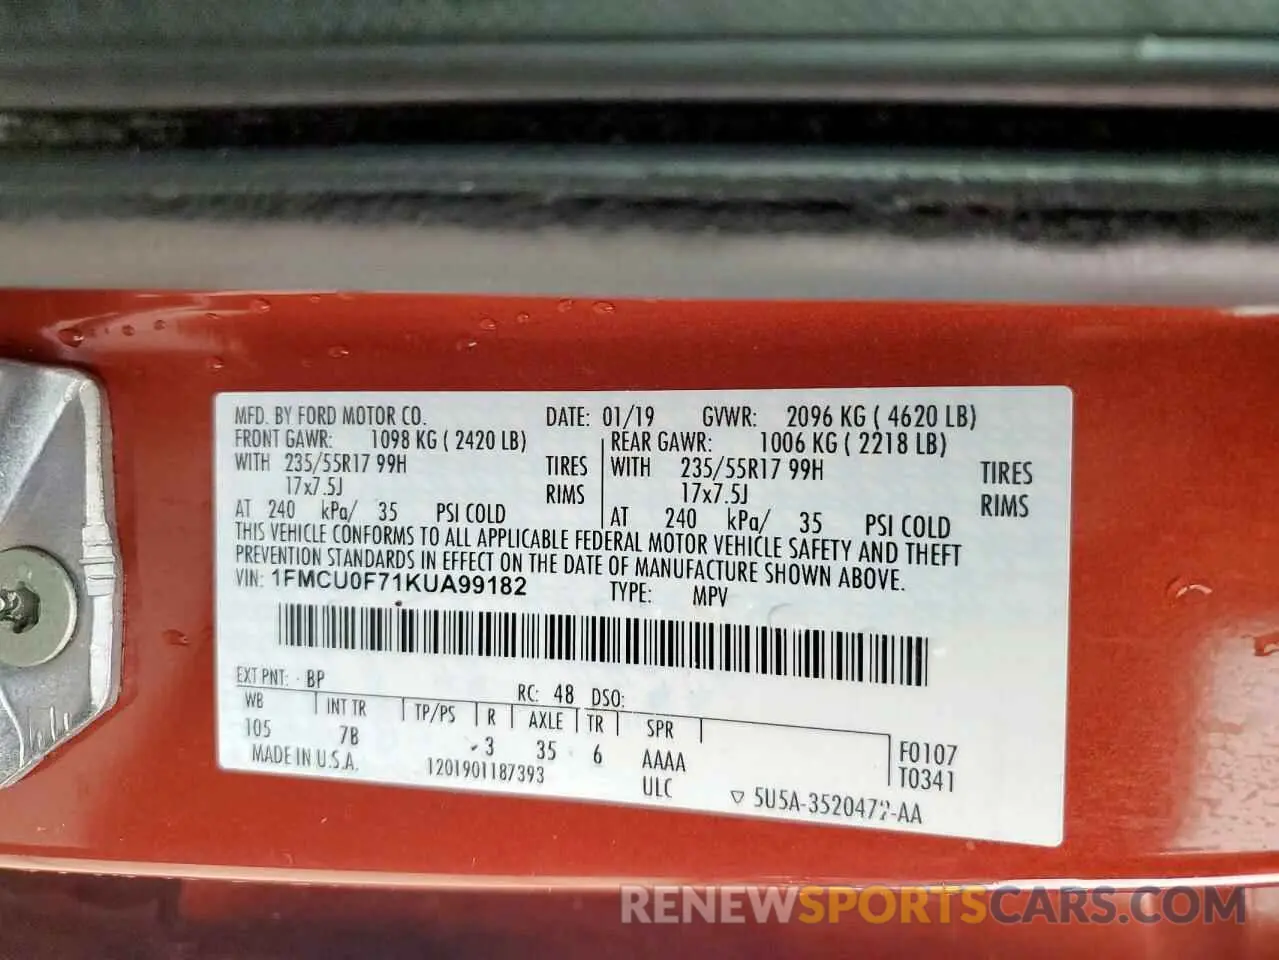 MFD. BY FORD MOTOR CO. DATE: 01/19 GVWR: 2096 KG ( 4620 LB)
FRONT GAWR: 1098 KG ( 2420 LB) REAR GAWR: 1006 KG ( 2218 LB)
WITH 235/55R17 99H TIRES WITH 235/55R17 99H TIRES
17x7.5J RIMS 17x7.5J RIMS
AT 240 kPa/ 35 PSI COLD AT 240 kPa/ 35 PSI COLD
THIS VEHICLE CONFORMS TO ALL APPLICABLE FEDERAL MOTOR VEHICLE SAFETY AND THEFT
PREVENTION STANDARDS IN EFFECT ON THE DATE OF MANUFACTURE SHOWN ABOVE.
VIN: 1FMCU0F71KUA99182 TYPE: MPV
EXT PNT: BP RC: 48 DSO:
WB INT TR TP/PS R AXLE TR SPR
105 7B 3 35 6 AAAA F0107
MADE IN U.S.A. 1201901187393 ULC T0341
5U5A-3520472-AA
RENEWSPORTSCARS.COM